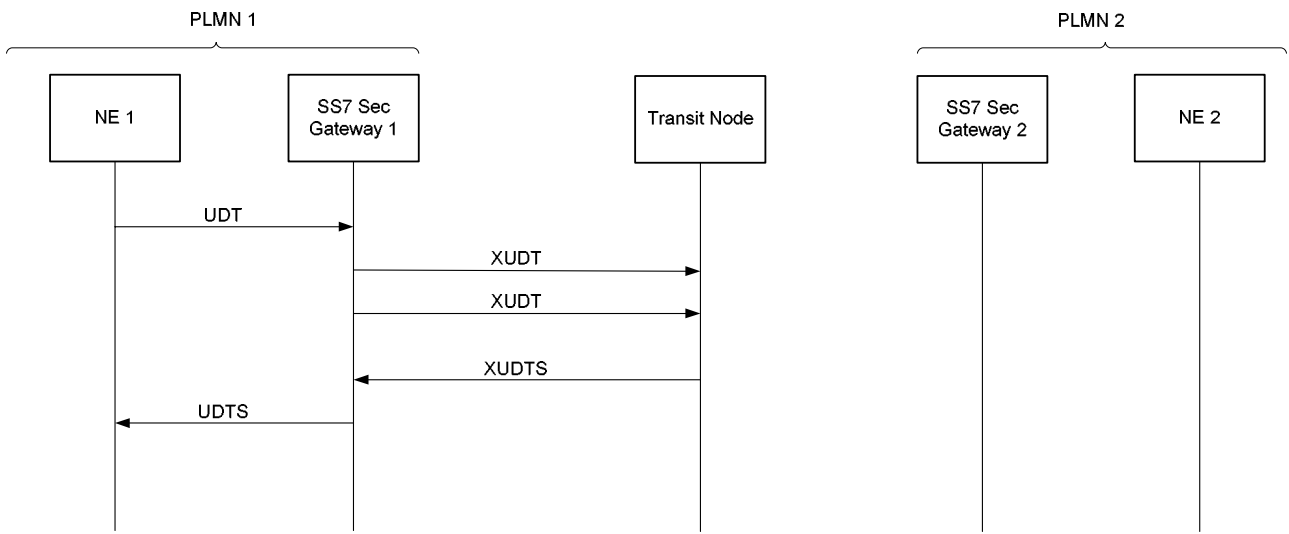 PLMN 1
PLMN 2
NE 1
SS7 Sec
Gateway 1
Transit Node
SS7 Sec
Gateway 2
NE 2
UDT
XUDT
XUDT
XUDTS
UDTS